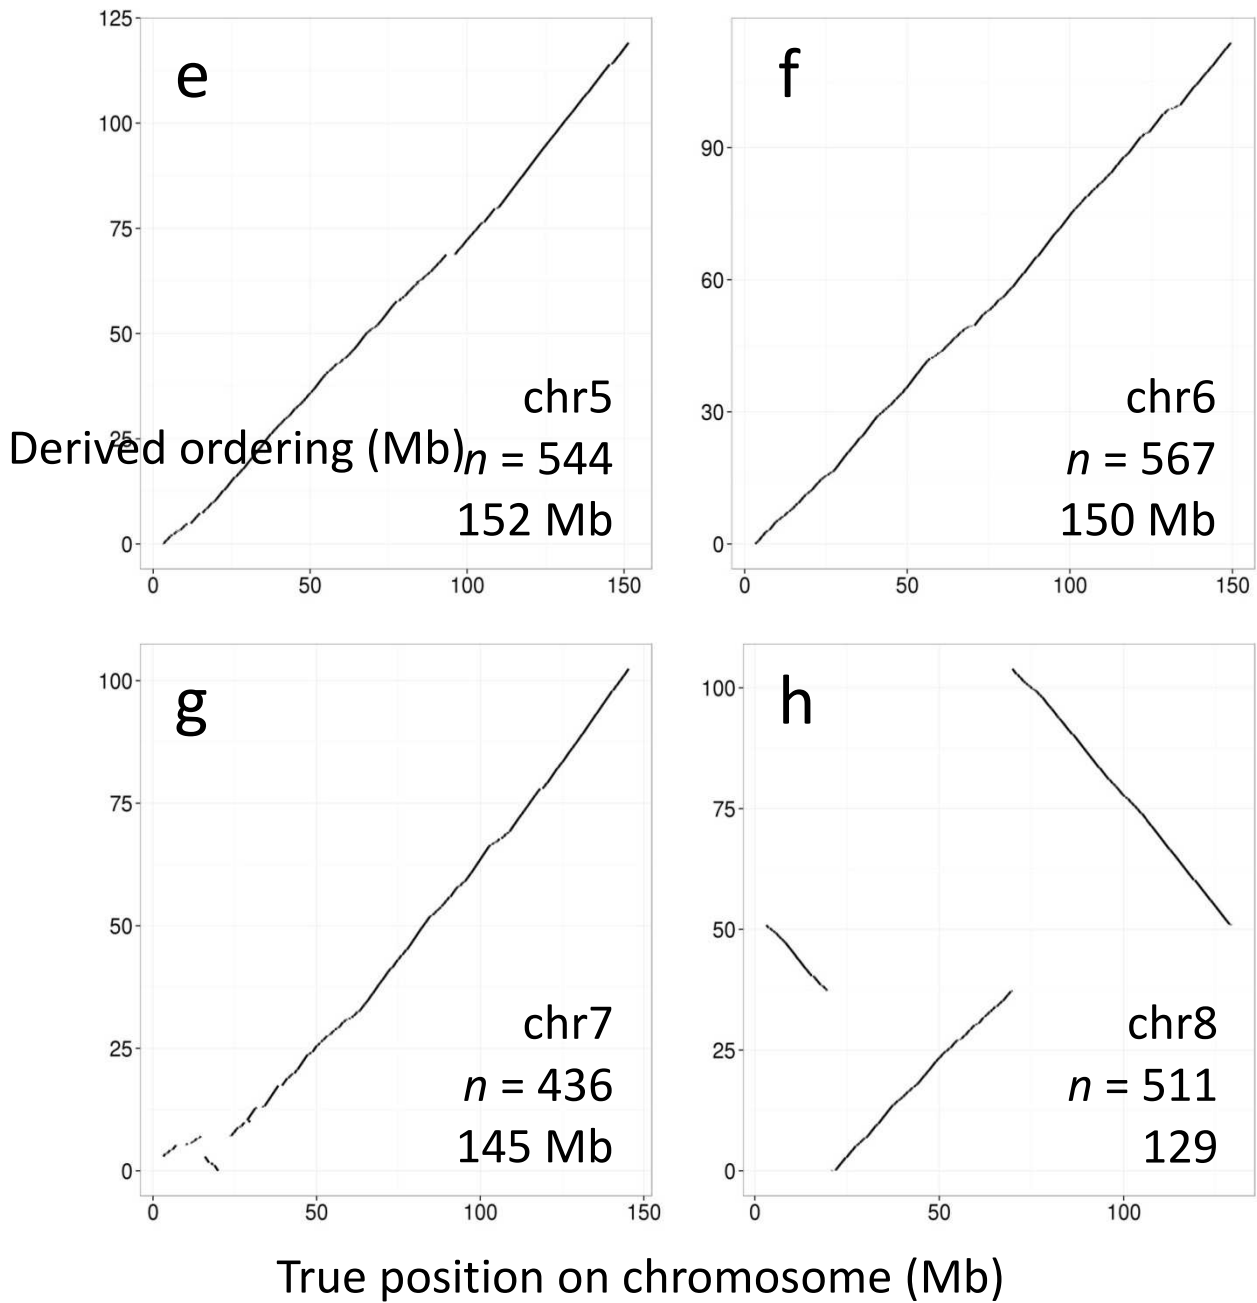 125
100
75
50
25
0
e
chr5
n = 544
152 Mb
0 50 100 150
90
60
30
0
f
chr6
n = 567
150 Mb
0 50 100 150
Derived ordering (Mb)
100
75
50
25
0
g
chr7
n = 436
145 Mb
0 50 100 150
100
75
50
25
0
h
chr8
n = 511
129
0 50 100
True position on chromosome (Mb)